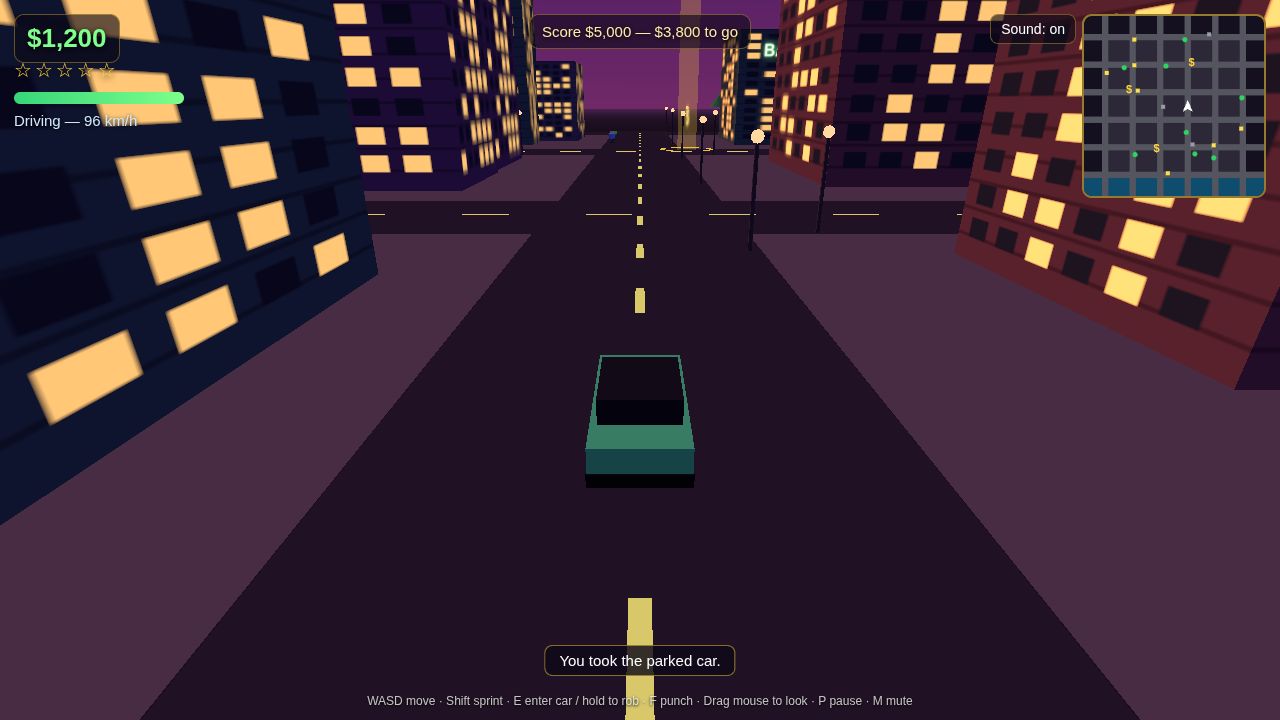 $1,200
☆☆☆☆☆
Driving — 96 km/h
Score $5,000 — $3,800 to go
Sound: on
$
$
$
B
You took the parked car.
WASD move · Shift sprint · E enter car / hold to rob · F punch · Drag mouse to look · P pause · M mute